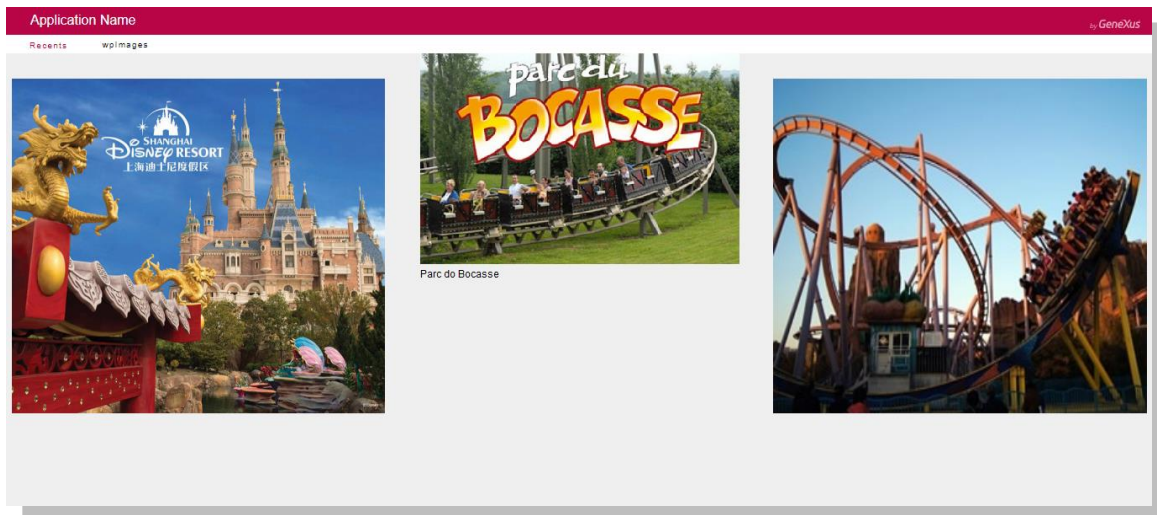 Application Name
by GeneXus
Recents
wpImages
SHANGHAI
DISNEY RESORT
上海迪士尼度假区
parc du
BOCASSE
Parc do Bocasse